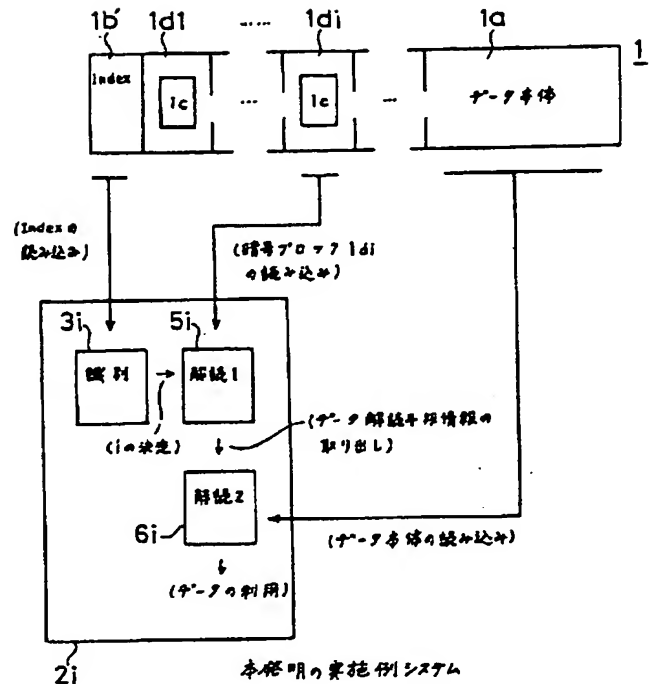 1b' 1d1 ..... 1di 1a 1
Index 1c ... 1c ... データ本体
(Indexの
読み込み)
(暗号ブロック1di
の読み込み)
3i 5i
識別 → 解読1
(iの決定)
(データ解読手段情報の
取り出し)
解読2
6i
(データ本体の読み込み)
(データの利用)
2i
本発明の実施例システム